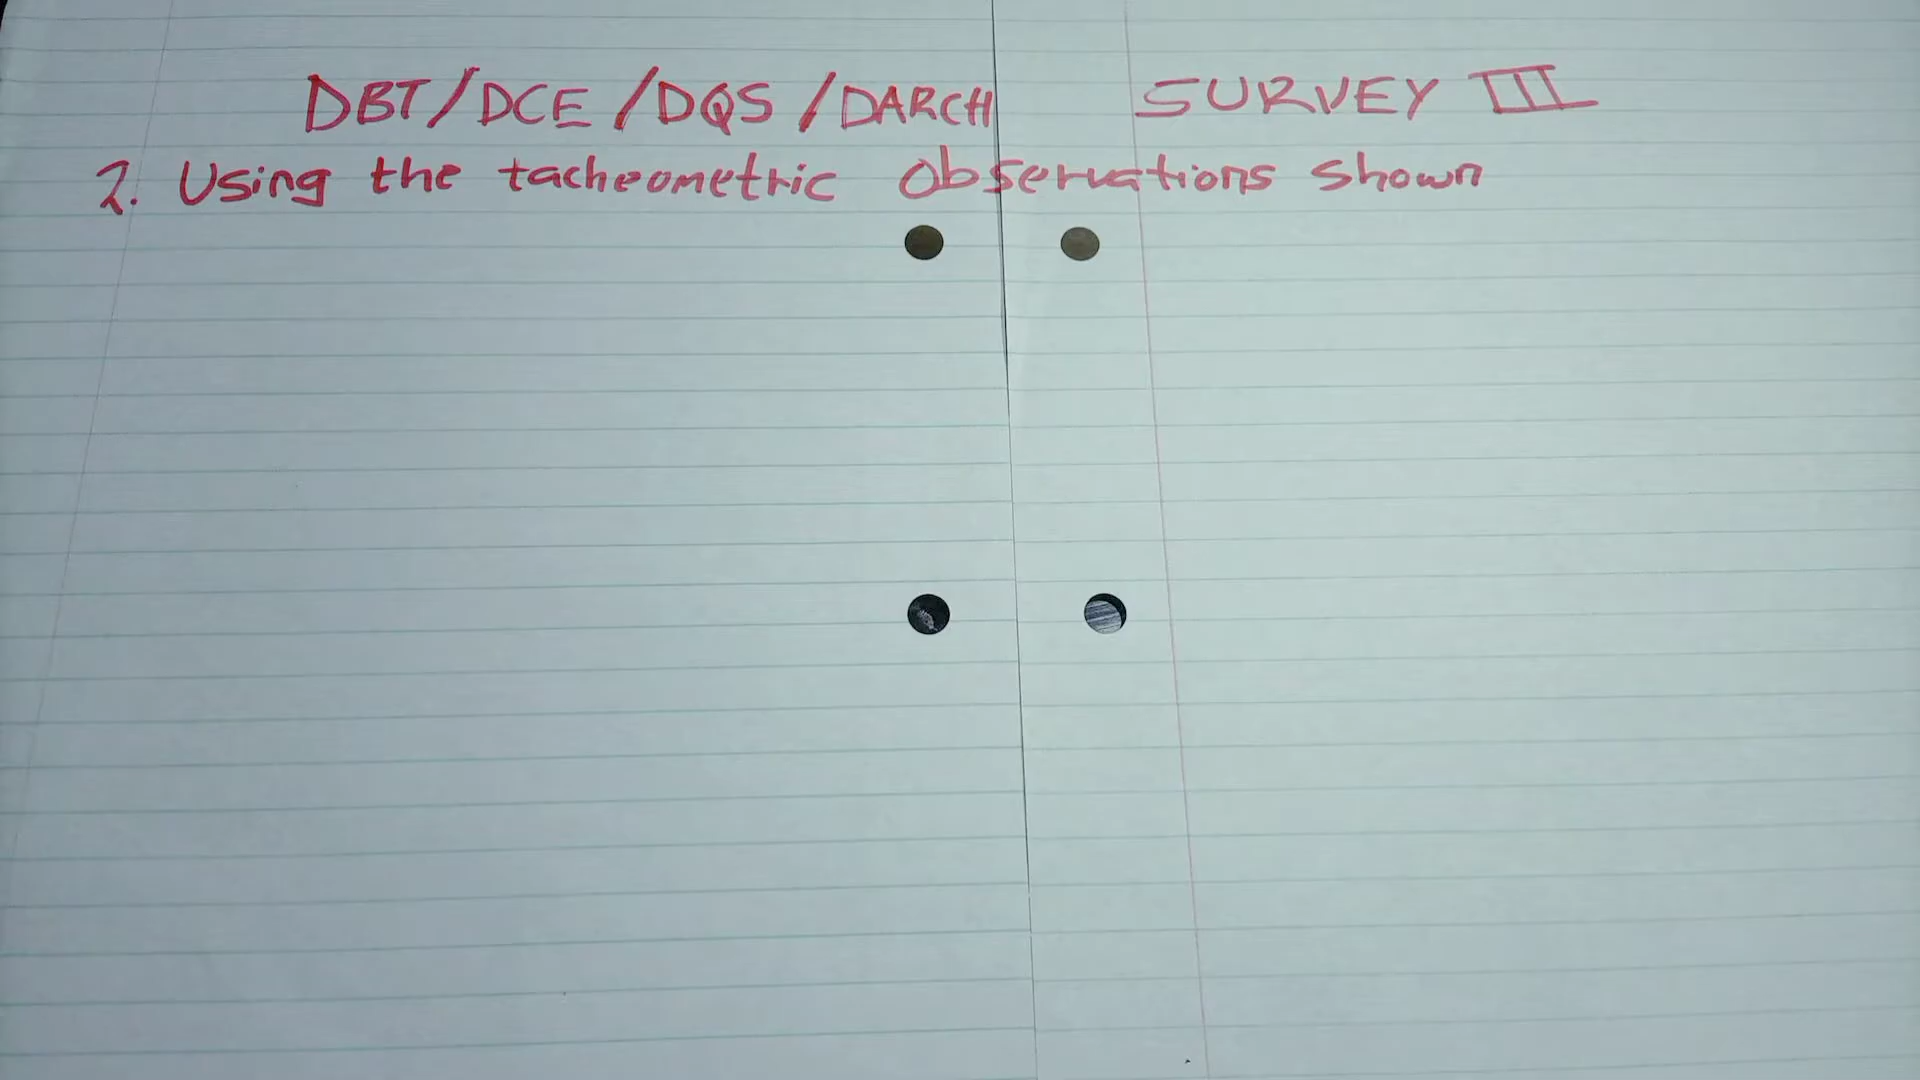 DBT/DCE/DQS/DARCH SURVEY III
2. Using the tacheometric observations shown